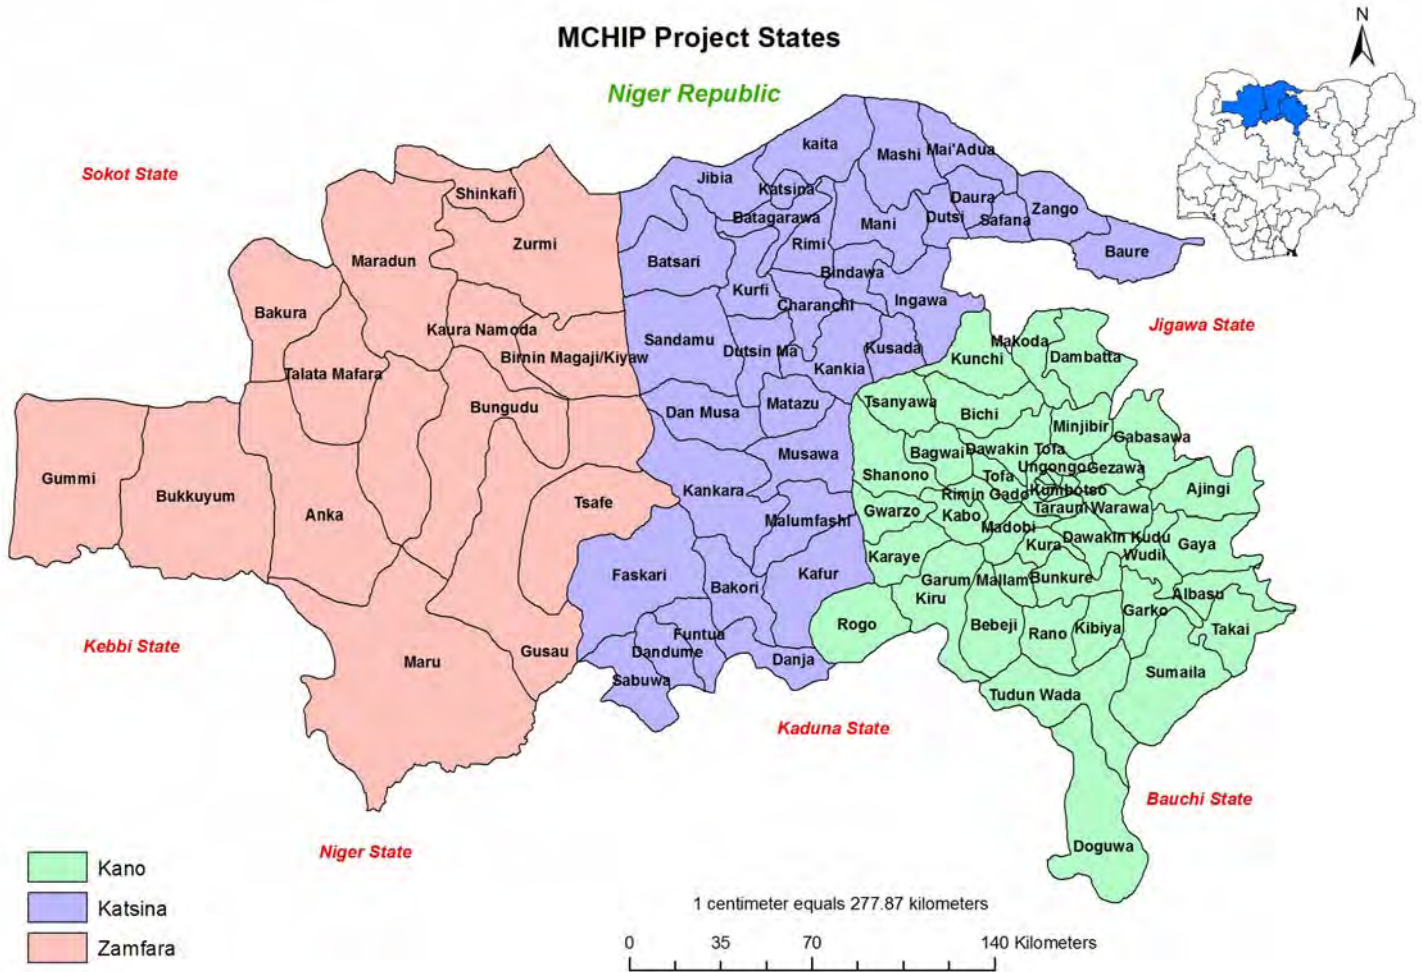 MCHIP Project States
N
Niger Republic
Sokot State
kaita
Mashi
Mai'Adua
Shinkafi
Jibia
Katsina
Daura
Zango
Batagarawa
Dutsi
Safana
Mani
Zurmi
Rimi
Baure
Maradun
Batsari
Bindawa
Kurfi
Ingawa
Charanchi
Bakura
Jigawa State
Kaura Namoda
Sandamu
Makoda
Dutsin Ma
Kusada
Kunchi
Dambatta
Birnin Magaji/Kiyaw
Talata Mafara
Kankia
Bungudu
Dan Musa
Matazu
Tsanyawa
Bichi
Minjibir
Gabasawa
Musawa
Bagwai
Dawakin Tofa
Ungongo
Gezawa
Gummi
Shanono
Tofa
Bukkuyum
Kankara
Rimin Gado
Kumbotso
Ajingi
Tsafe
Anka
Gwarzo
Kabo
Tarauni
Warawa
Malumfashi
Madobi
Kura
Dawakin Kudu
Wudil
Gaya
Karaye
Faskari
Bakori
Kafur
Garum Mallam
Bunkure
Kiru
Albasu
Garko
Takai
Rogo
Bebeji
Rano
Kibiya
Kebbi State
Funtua
Dandume
Maru
Gusau
Danja
Sabuwa
Sumaila
Tudun Wada
Kaduna State
Bauchi State
Doguwa
Niger State
Kano
Katsina
Zamfara
1 centimeter equals 277.87 kilometers
0 35 70 140 Kilometers